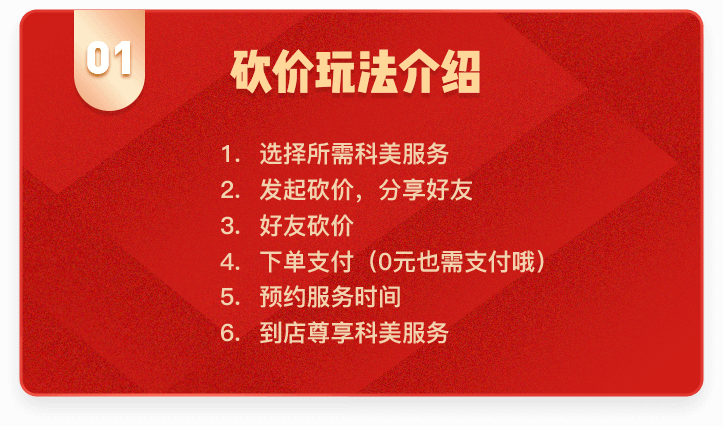 01
砍价玩法介绍
1. 选择所需科美服务
2. 发起砍价，分享好友
3. 好友砍价
4. 下单支付（0元也需支付哦）
5. 预约服务时间
6. 到店尊享科美服务